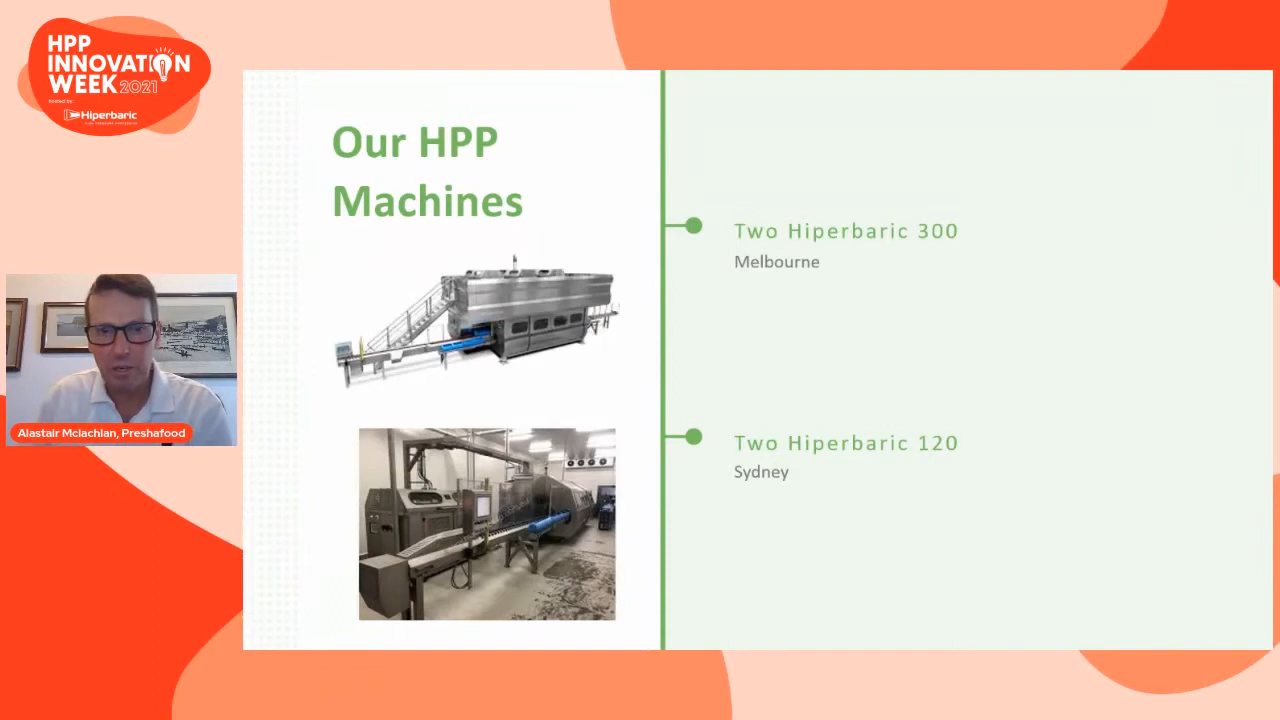 HPP
INNOVATION
WEEK 2021
hosted by:
Hiperbaric
Our HPP
Machines
Two Hiperbaric 300
Melbourne
Two Hiperbaric 120
Sydney
Alastair Mclachlan, Preshafood